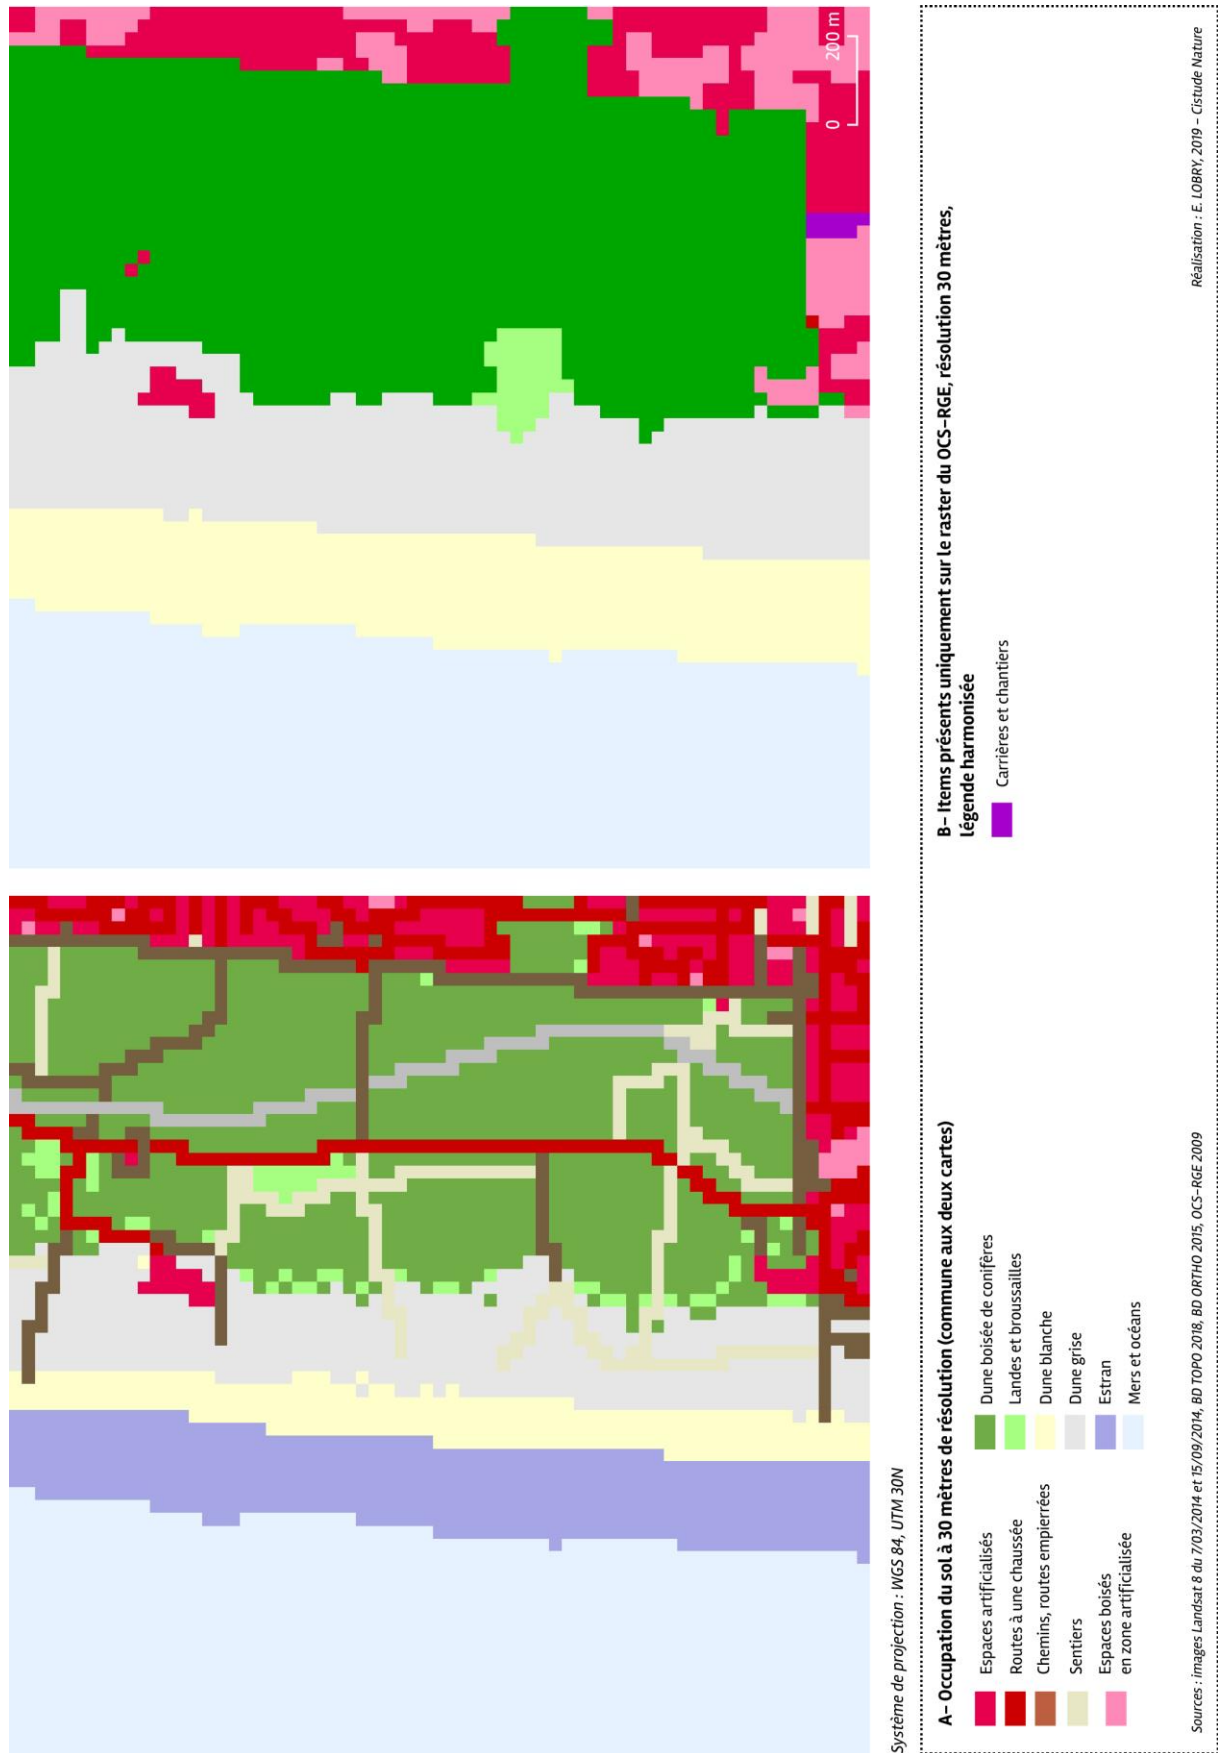 0 200 m
Système de projection : WGS 84, UTM 30N
A– Occupation du sol à 30 mètres de résolution (commune aux deux cartes)
Espaces artificialisés
Routes à une chaussée
Chemins, routes empierrées
Sentiers
Espaces boisés
en zone artificialisée
Dune boisée de conifères
Landes et broussailles
Dune blanche
Dune grise
Estran
Mers et océans
B– Items présents uniquement sur le raster du OCS–RGE, résolution 30 mètres,
légende harmonisée
Carrières et chantiers
Sources : images Landsat 8 du 7/03/2014 et 15/09/2014, BD TOPO 2018, BD ORTHO 2015, OCS–RGE 2009
Réalisation : E. LOBRY, 2019 – Cistude Nature